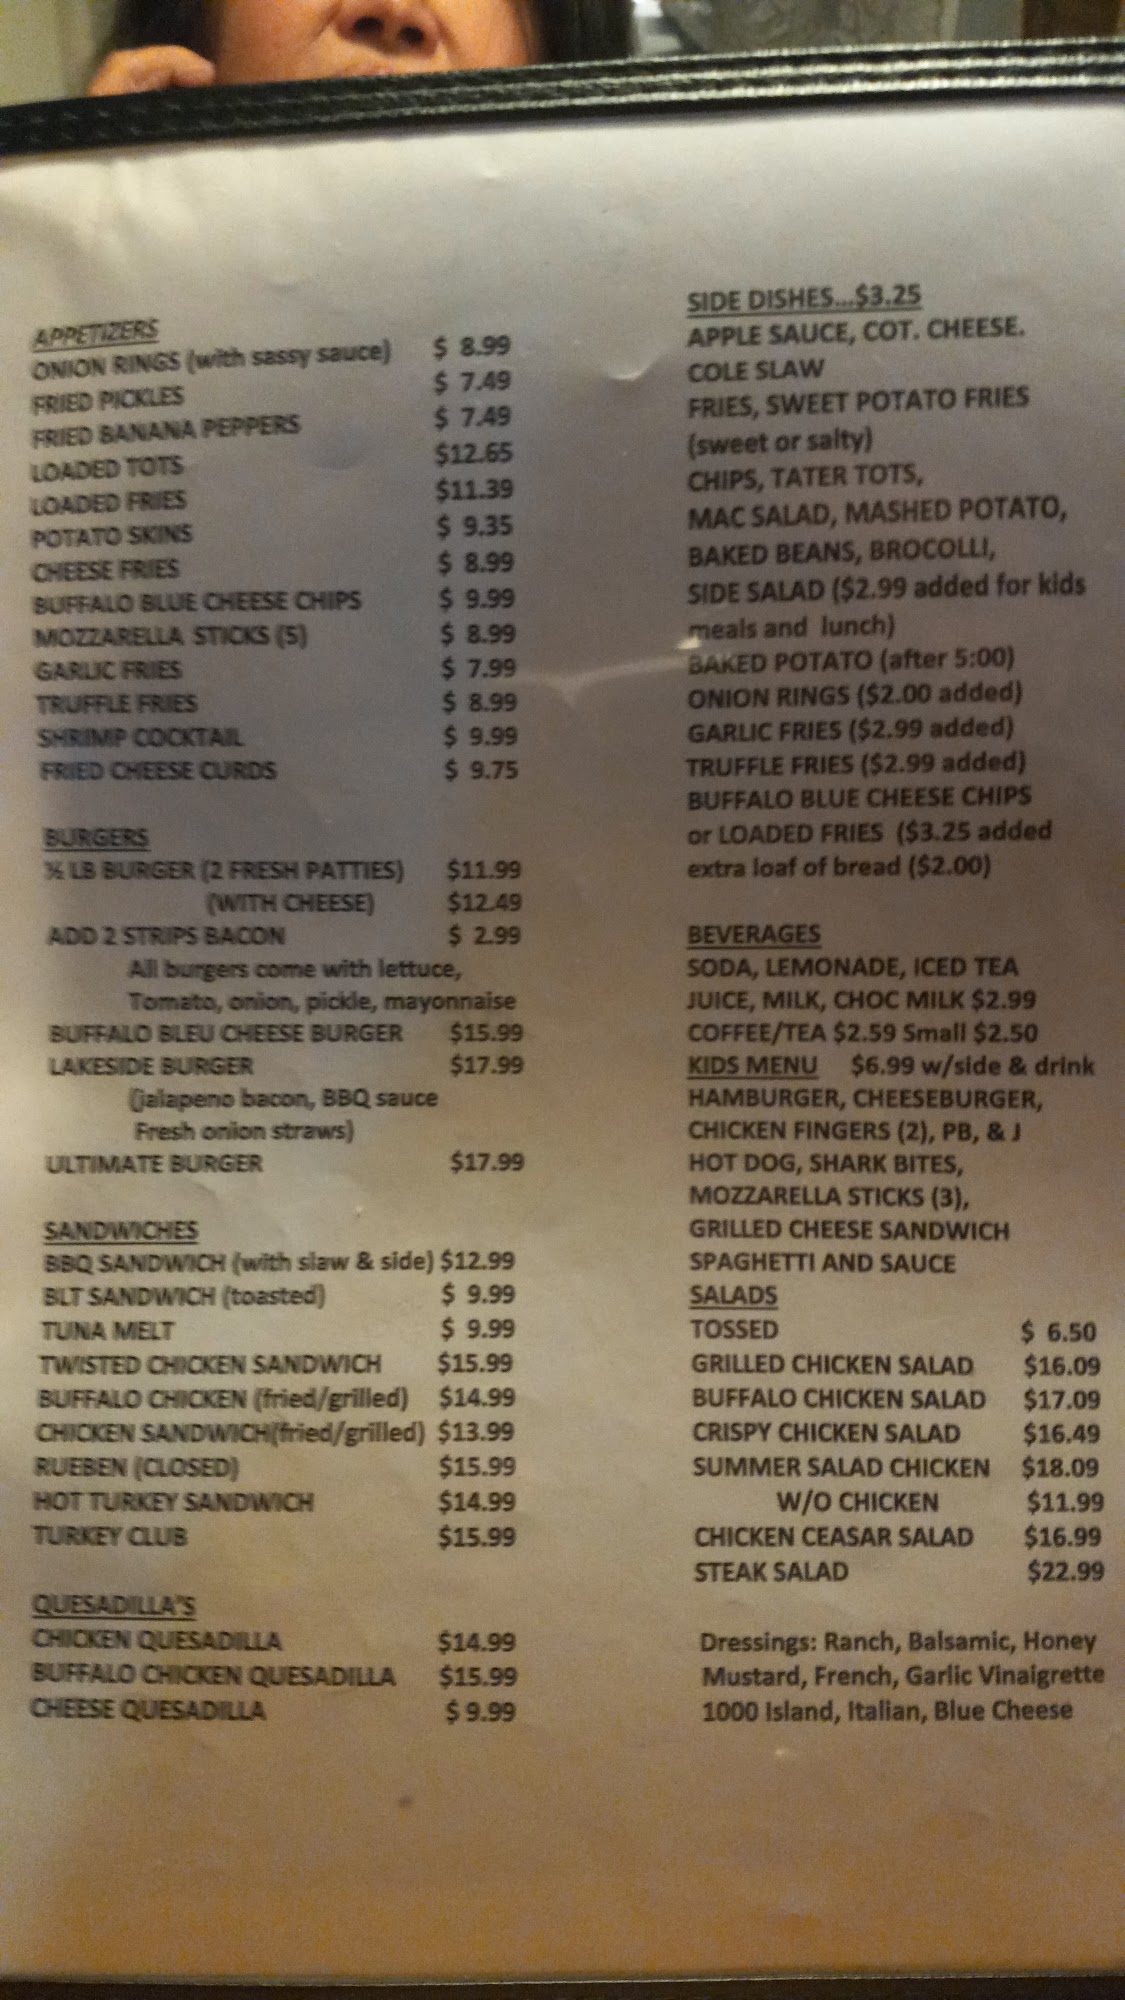 APPETIZERS
ONION RINGS (with sassy sauce) $ 8.99
FRIED PICKLES $ 7.49
FRIED BANANA PEPPERS $ 7.49
LOADED TOTS $12.65
LOADED FRIES $11.39
POTATO SKINS $ 9.35
CHEESE FRIES $ 8.99
BUFFALO BLUE CHEESE CHIPS $ 9.99
MOZZARELLA STICKS (5) $ 8.99
GARLIC FRIES $ 7.99
TRUFFLE FRIES $ 8.99
SHRIMP COCKTAIL $ 9.99
FRIED CHEESE CURDS $ 9.75
BURGERS
½ LB BURGER (2 FRESH PATTIES) $11.99
(WITH CHEESE) $12.49
ADD 2 STRIPS BACON $ 2.99
All burgers come with lettuce,
Tomato, onion, pickle, mayonnaise
BUFFALO BLEU CHEESE BURGER $15.99
LAKESIDE BURGER $17.99
(jalapeno bacon, BBQ sauce
Fresh onion straws)
ULTIMATE BURGER $17.99
SANDWICHES
BBQ SANDWICH (with slaw & side) $12.99
BLT SANDWICH (toasted) $ 9.99
TUNA MELT $ 9.99
TWISTED CHICKEN SANDWICH $15.99
BUFFALO CHICKEN (fried/grilled) $14.99
CHICKEN SANDWICH(fried/grilled) $13.99
RUEBEN (CLOSED) $15.99
HOT TURKEY SANDWICH $14.99
TURKEY CLUB $15.99
QUESADILLA'S
CHICKEN QUESADILLA $14.99
BUFFALO CHICKEN QUESADILLA $15.99
CHEESE QUESADILLA $ 9.99
SIDE DISHES...$3.25
APPLE SAUCE, COT. CHEESE.
COLE SLAW
FRIES, SWEET POTATO FRIES
(sweet or salty)
CHIPS, TATER TOTS,
MAC SALAD, MASHED POTATO,
BAKED BEANS, BROCOLLI,
SIDE SALAD ($2.99 added for kids
meals and lunch)
BAKED POTATO (after 5:00)
ONION RINGS ($2.00 added)
GARLIC FRIES ($2.99 added)
TRUFFLE FRIES ($2.99 added)
BUFFALO BLUE CHEESE CHIPS
or LOADED FRIES ($3.25 added
extra loaf of bread ($2.00)
BEVERAGES
SODA, LEMONADE, ICED TEA
JUICE, MILK, CHOC MILK $2.99
COFFEE/TEA $2.59 Small $2.50
KIDS MENU $6.99 w/side & drink
HAMBURGER, CHEESEBURGER,
CHICKEN FINGERS (2), PB, & J
HOT DOG, SHARK BITES,
MOZZARELLA STICKS (3),
GRILLED CHEESE SANDWICH
SPAGHETTI AND SAUCE
SALADS
TOSSED $ 6.50
GRILLED CHICKEN SALAD $16.09
BUFFALO CHICKEN SALAD $17.09
CRISPY CHICKEN SALAD $16.49
SUMMER SALAD CHICKEN $18.09
W/O CHICKEN $11.99
CHICKEN CEASAR SALAD $16.99
STEAK SALAD $22.99
Dressings: Ranch, Balsamic, Honey
Mustard, French, Garlic Vinaigrette
1000 Island, Italian, Blue Cheese